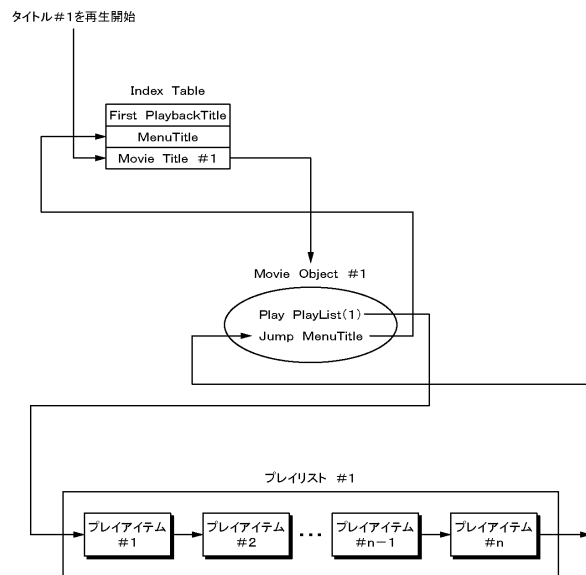 タイトル＃1を再生開始
Index Table
First PlaybackTitle
MenuTitle
Movie Title #1
Movie Object #1
Play PlayList(1)
Jump MenuTitle
プレイリスト #1
プレイアイテム
#1
プレイアイテム
#2
･･･
プレイアイテム
#n-1
プレイアイテム
#n